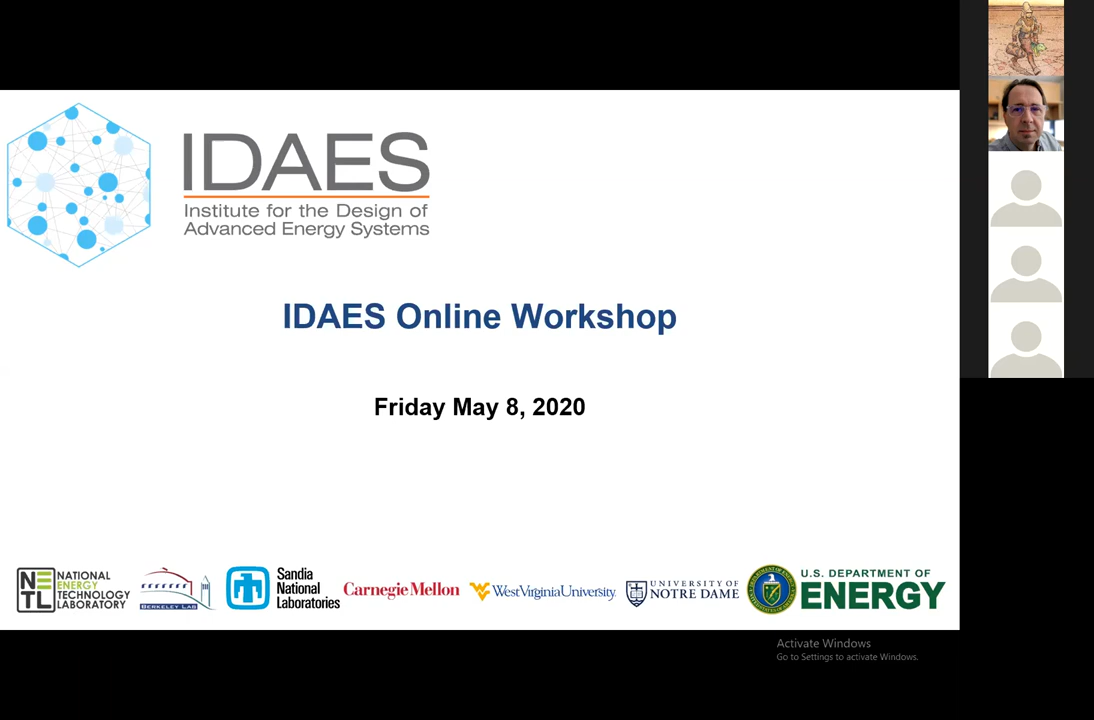 IDAES
Institute for the Design of
Advanced Energy Systems
IDAES Online Workshop
Friday May 8, 2020
NETL
NATIONAL
ENERGY
TECHNOLOGY
LABORATORY
BERKELEY LAB
Sandia
National
Laboratories
Carnegie Mellon
WestVirginiaUniversity.
UNIVERSITY OF
NOTRE DAME
U.S. DEPARTMENT OF
ENERGY
Activate Windows
Go to Settings to activate Windows.